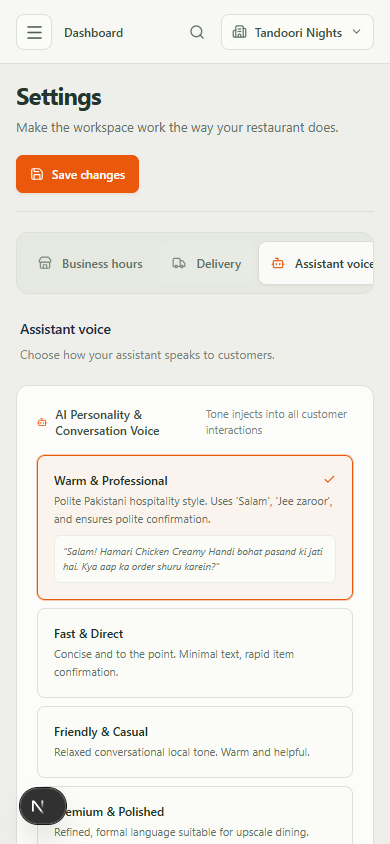 Dashboard
Tandoori Nights
Settings
Make the workspace work the way your restaurant does.
Save changes
Business hours
Delivery
Assistant voice
Assistant voice
Choose how your assistant speaks to customers.
AI Personality &
Conversation Voice
Tone injects into all customer
interactions
Warm & Professional
Polite Pakistani hospitality style. Uses 'Salam', 'Jee zaroor',
and ensures polite confirmation.
"Salam! Hamari Chicken Creamy Handi bohat pasand ki jati
hai. Kya aap ka order shuru karein?"
Fast & Direct
Concise and to the point. Minimal text, rapid item
confirmation.
Friendly & Casual
Relaxed conversational local tone. Warm and helpful.
N
emium & Polished
Refined, formal language suitable for upscale dining.